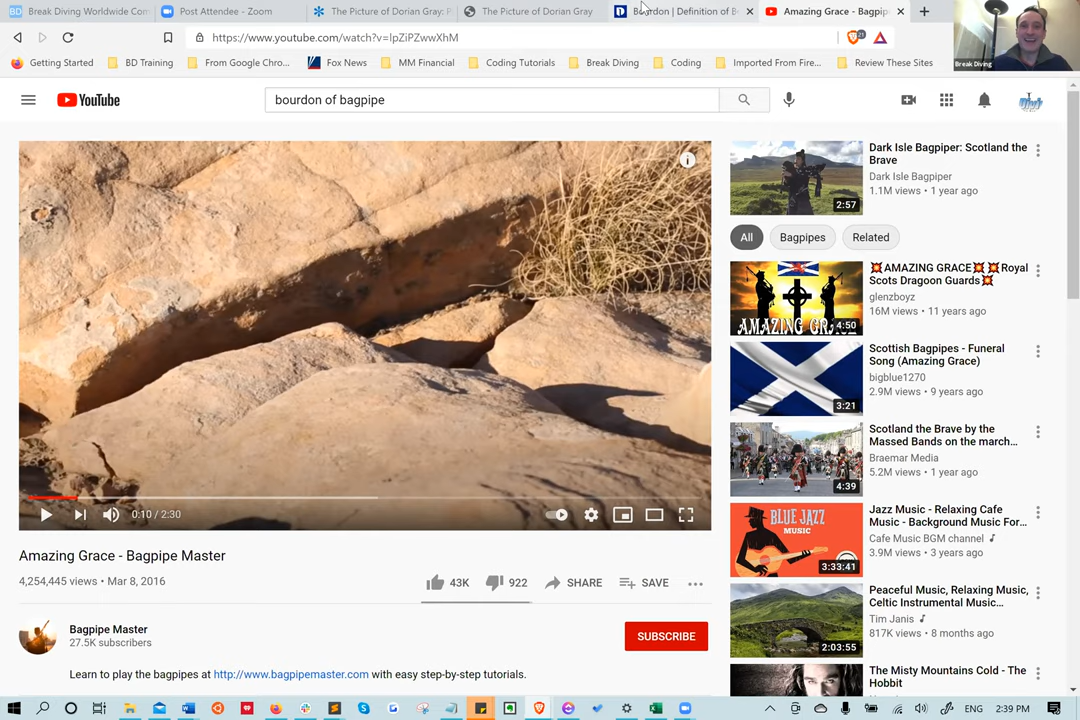 Break Diving Worldwide Com
Post Attendee - Zoom
The Picture of Dorian Gray: P
The Picture of Dorian Gray
Bourdon | Definition of B
Amazing Grace - Bagpip
https://www.youtube.com/watch?v=IpZiPZwwXhM
Getting Started
BD Training
From Google Chro...
Fox News
MM Financial
Coding Tutorials
Break Diving
Coding
Imported From Fire...
Review These Sites
Break Diving
YouTube
bourdon of bagpipe
Dark Isle Bagpiper: Scotland the Brave
Dark Isle Bagpiper
1.1M views • 1 year ago
2:57
All
Bagpipes
Related
💥AMAZING GRACE💥 💥Royal
Scots Dragoon Guards💥
glenzboyz
16M views • 11 years ago
AMAZING GRACE
4:50
Scottish Bagpipes - Funeral
Song (Amazing Grace)
bigblue1270
2.9M views • 9 years ago
3:21
Scotland the Brave by the
Massed Bands on the march...
Braemar Media
5.2M views • 1 year ago
4:39
Jazz Music - Relaxing Cafe
Music - Background Music For...
Cafe Music BGM channel
3.9M views • 3 years ago
BLUE JAZZ
MUSIC
3:33:41
Peaceful Music, Relaxing Music,
Celtic Instrumental Music...
Tim Janis
817K views • 8 months ago
2:03:55
The Misty Mountains Cold - The
Hobbit
0:10 / 2:30
Amazing Grace - Bagpipe Master
4,254,445 views • Mar 8, 2016
43K
922
SHARE
SAVE
Bagpipe Master
27.5K subscribers
SUBSCRIBE
Learn to play the bagpipes at http://www.bagpipemaster.com with easy step-by-step tutorials.
ENG
2:39 PM